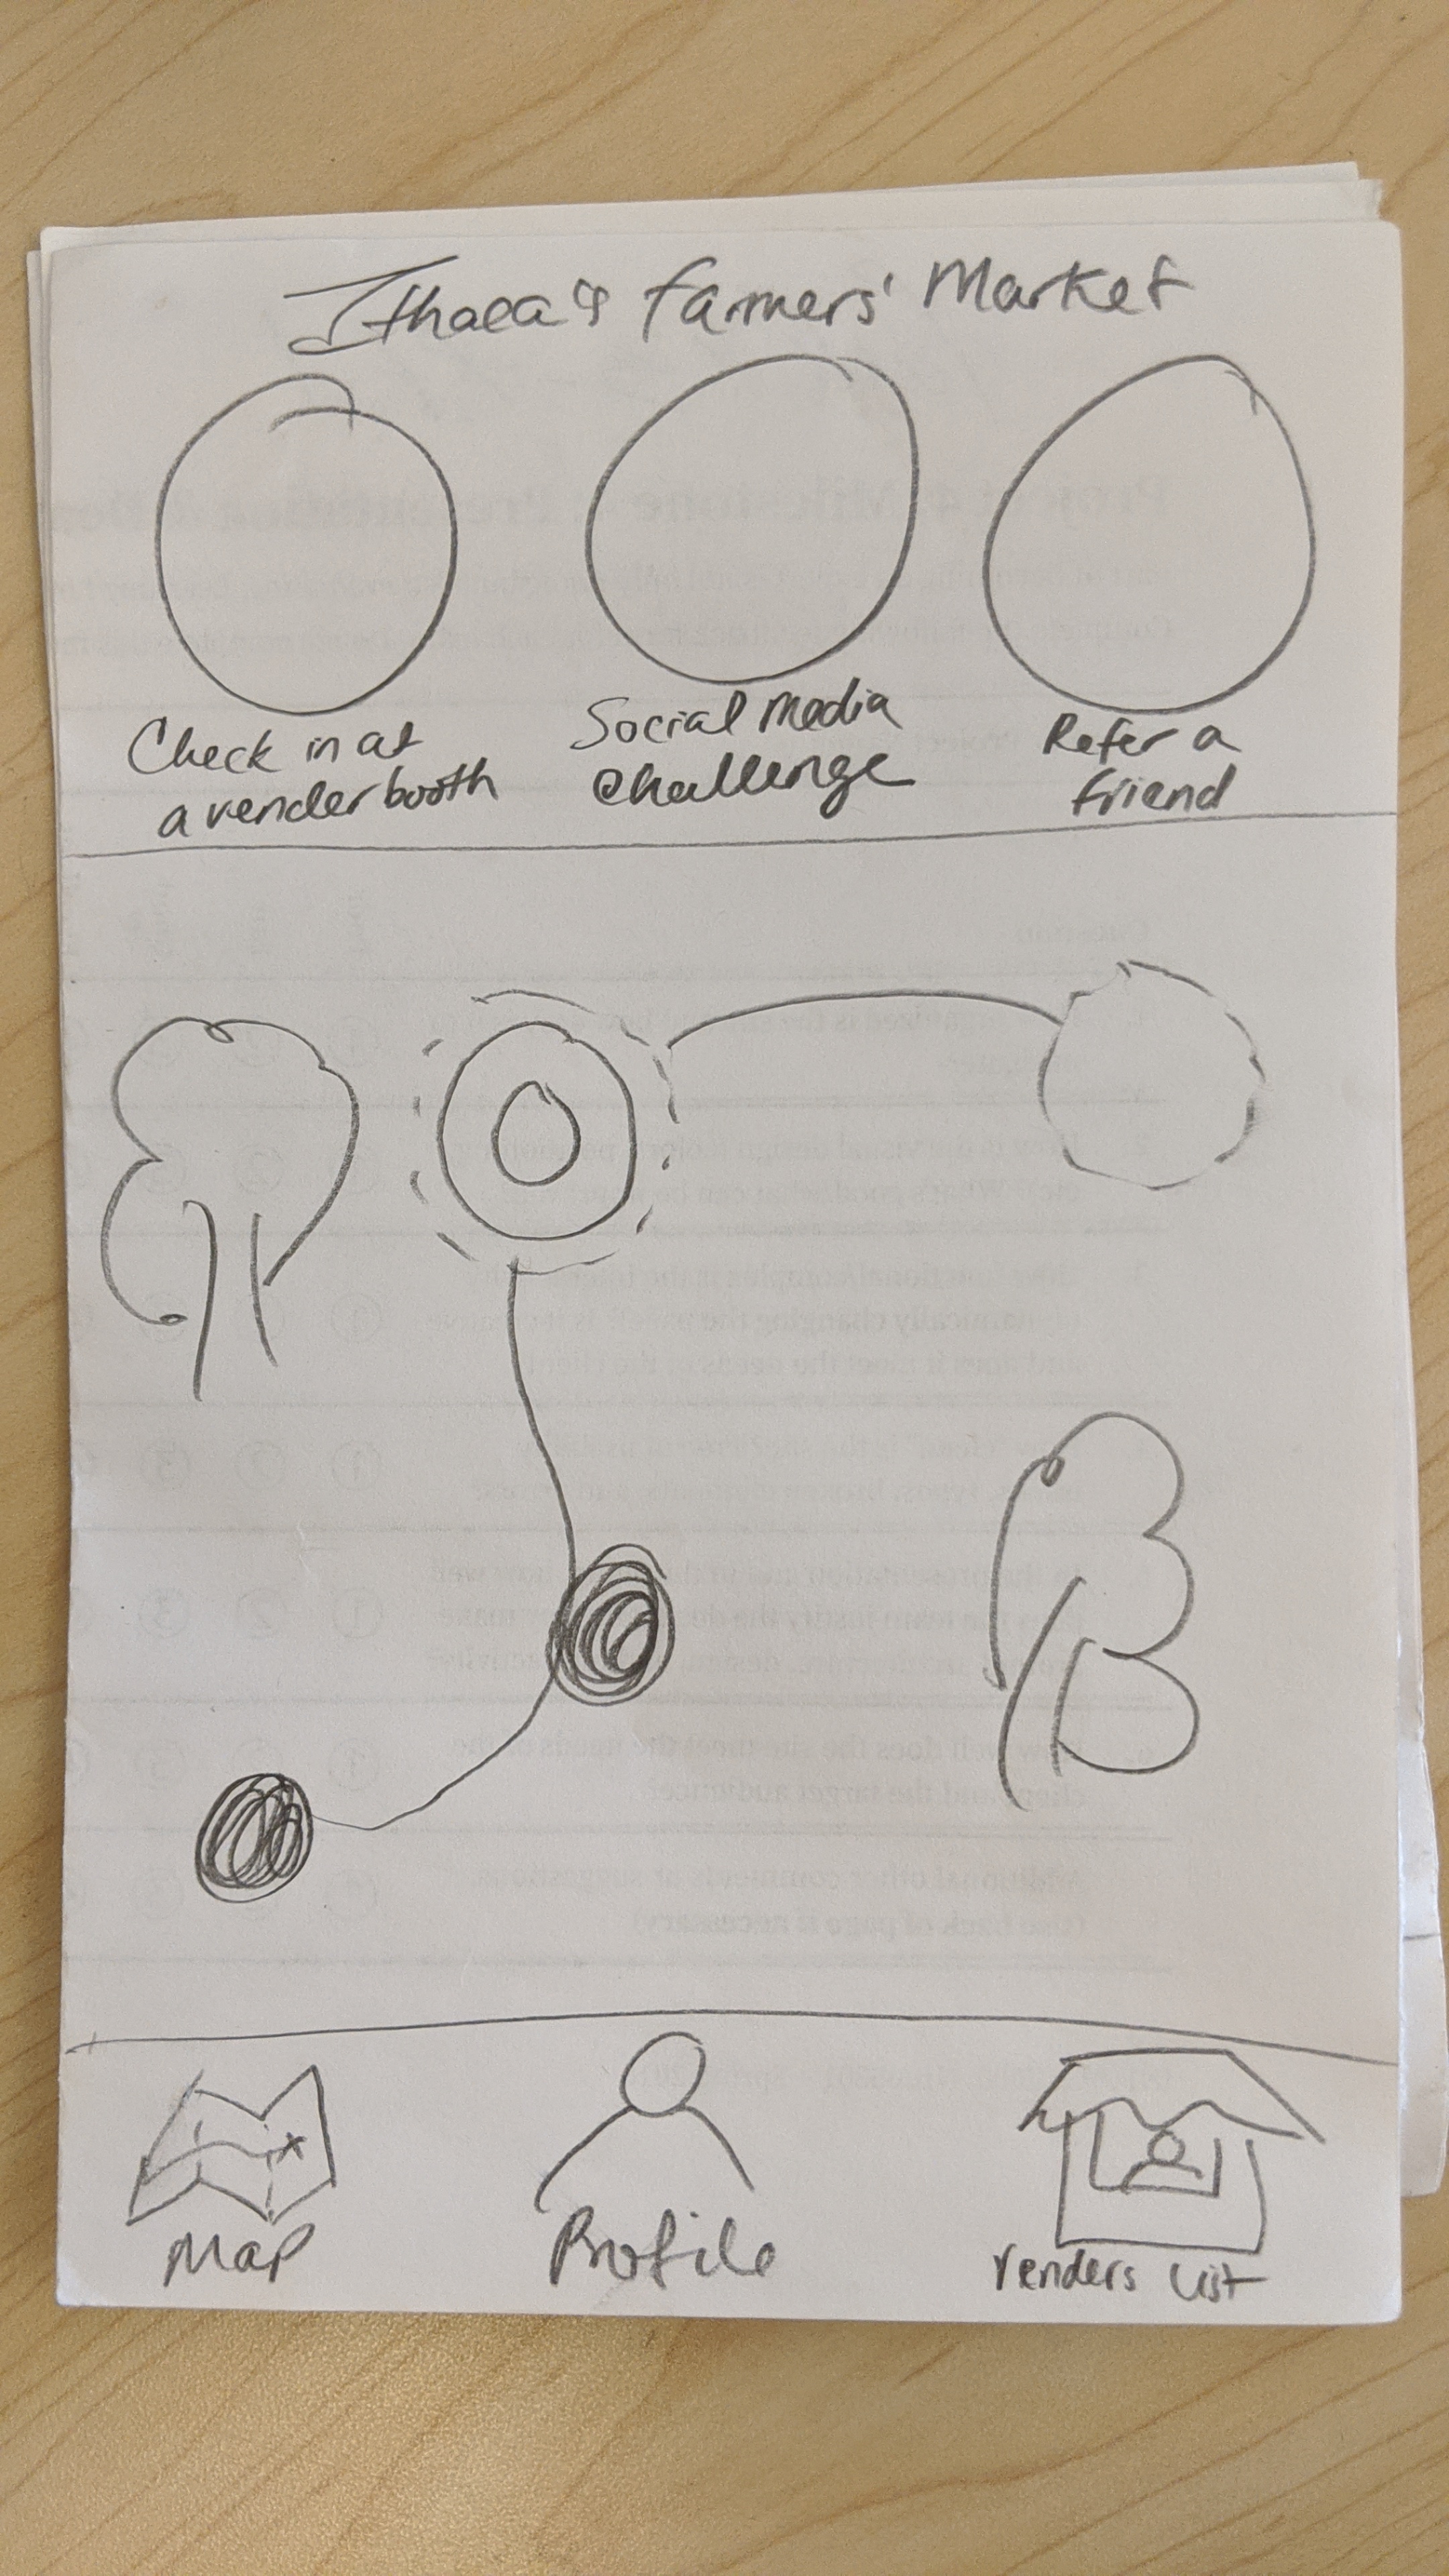 Ithaca's Farmers' Market
Check in at
a vender booth
Social media
challenge
Refer a
friend
Map
Profile
venders list